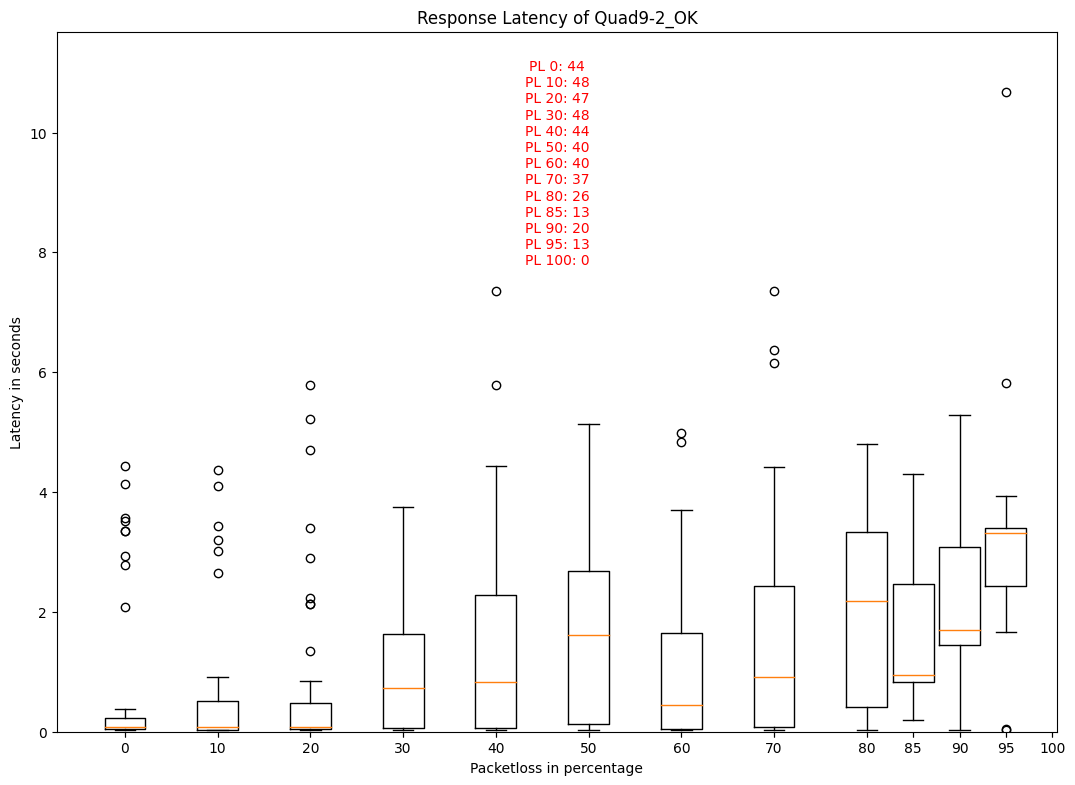 Response Latency of Quad9-2_OK
PL 0: 44
PL 10: 48
PL 20: 47
PL 30: 48
PL 40: 44
PL 50: 40
PL 60: 40
PL 70: 37
PL 80: 26
PL 85: 13
PL 90: 20
PL 95: 13
PL 100: 0
Latency in seconds
10
8
6
4
2
0
0 10 20 30 40 50 60 70 80 85 90 95 100
Packetloss in percentage